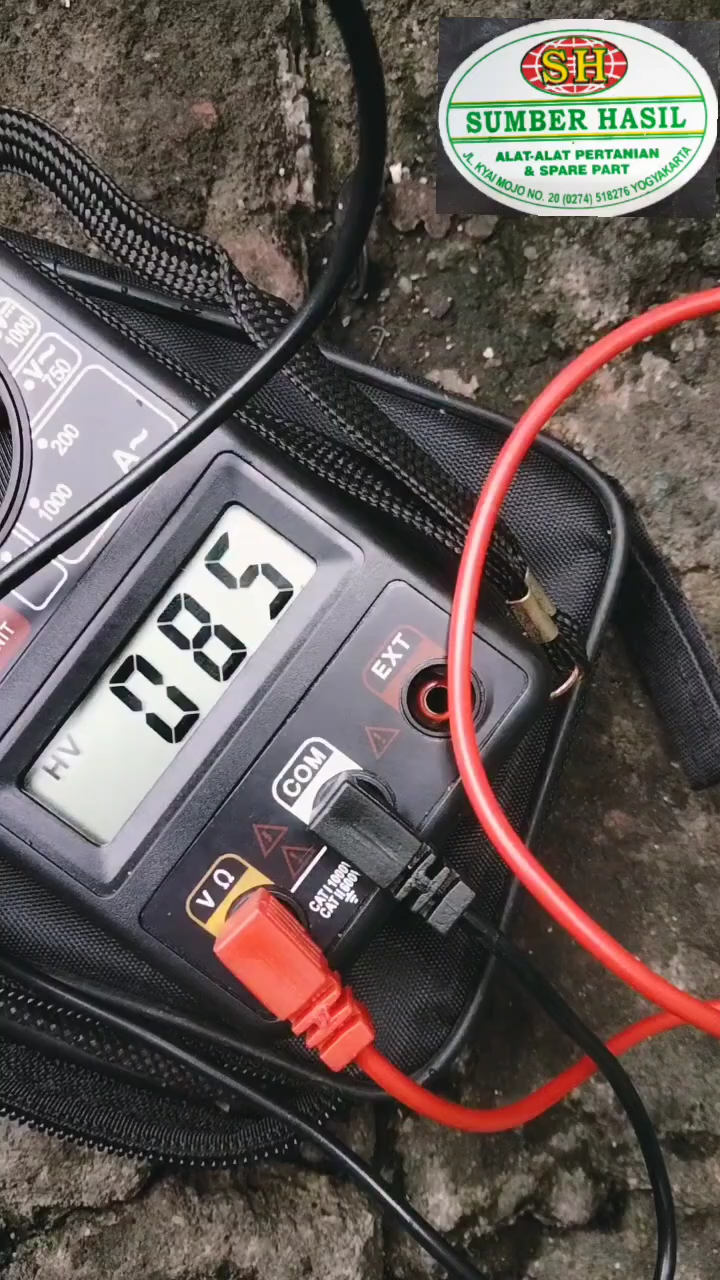 SH
SUMBER HASIL
ALAT-ALAT PERTANIAN
& SPARE PART
JL. KYAI MOJO NO. 20 (0274) 518276 YOGYAKARTA
1000
V~
750
200
A~
1000
HV
085
EXT
COM
VΩ
CAT I 1000V
CAT II 600V